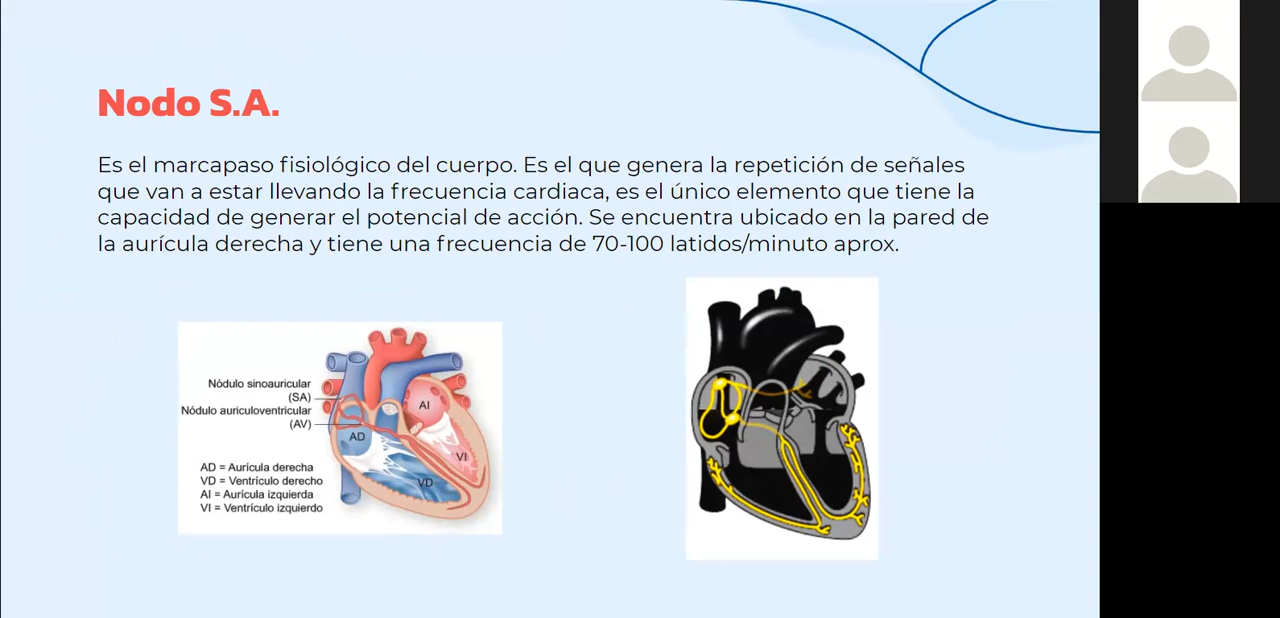 Nodo S.A.
Es el marcapaso fisiológico del cuerpo. Es el que genera la repetición de señales
que van a estar llevando la frecuencia cardiaca, es el único elemento que tiene la
capacidad de generar el potencial de acción. Se encuentra ubicado en la pared de
la aurícula derecha y tiene una frecuencia de 70-100 latidos/minuto aprox.
Nódulo sinoauricular
(SA)
Nódulo auriculoventricular
(AV)
AI
AD
VI
VD
AD = Aurícula derecha
VD = Ventrículo derecho
AI = Aurícula izquierda
VI = Ventrículo izquierdo